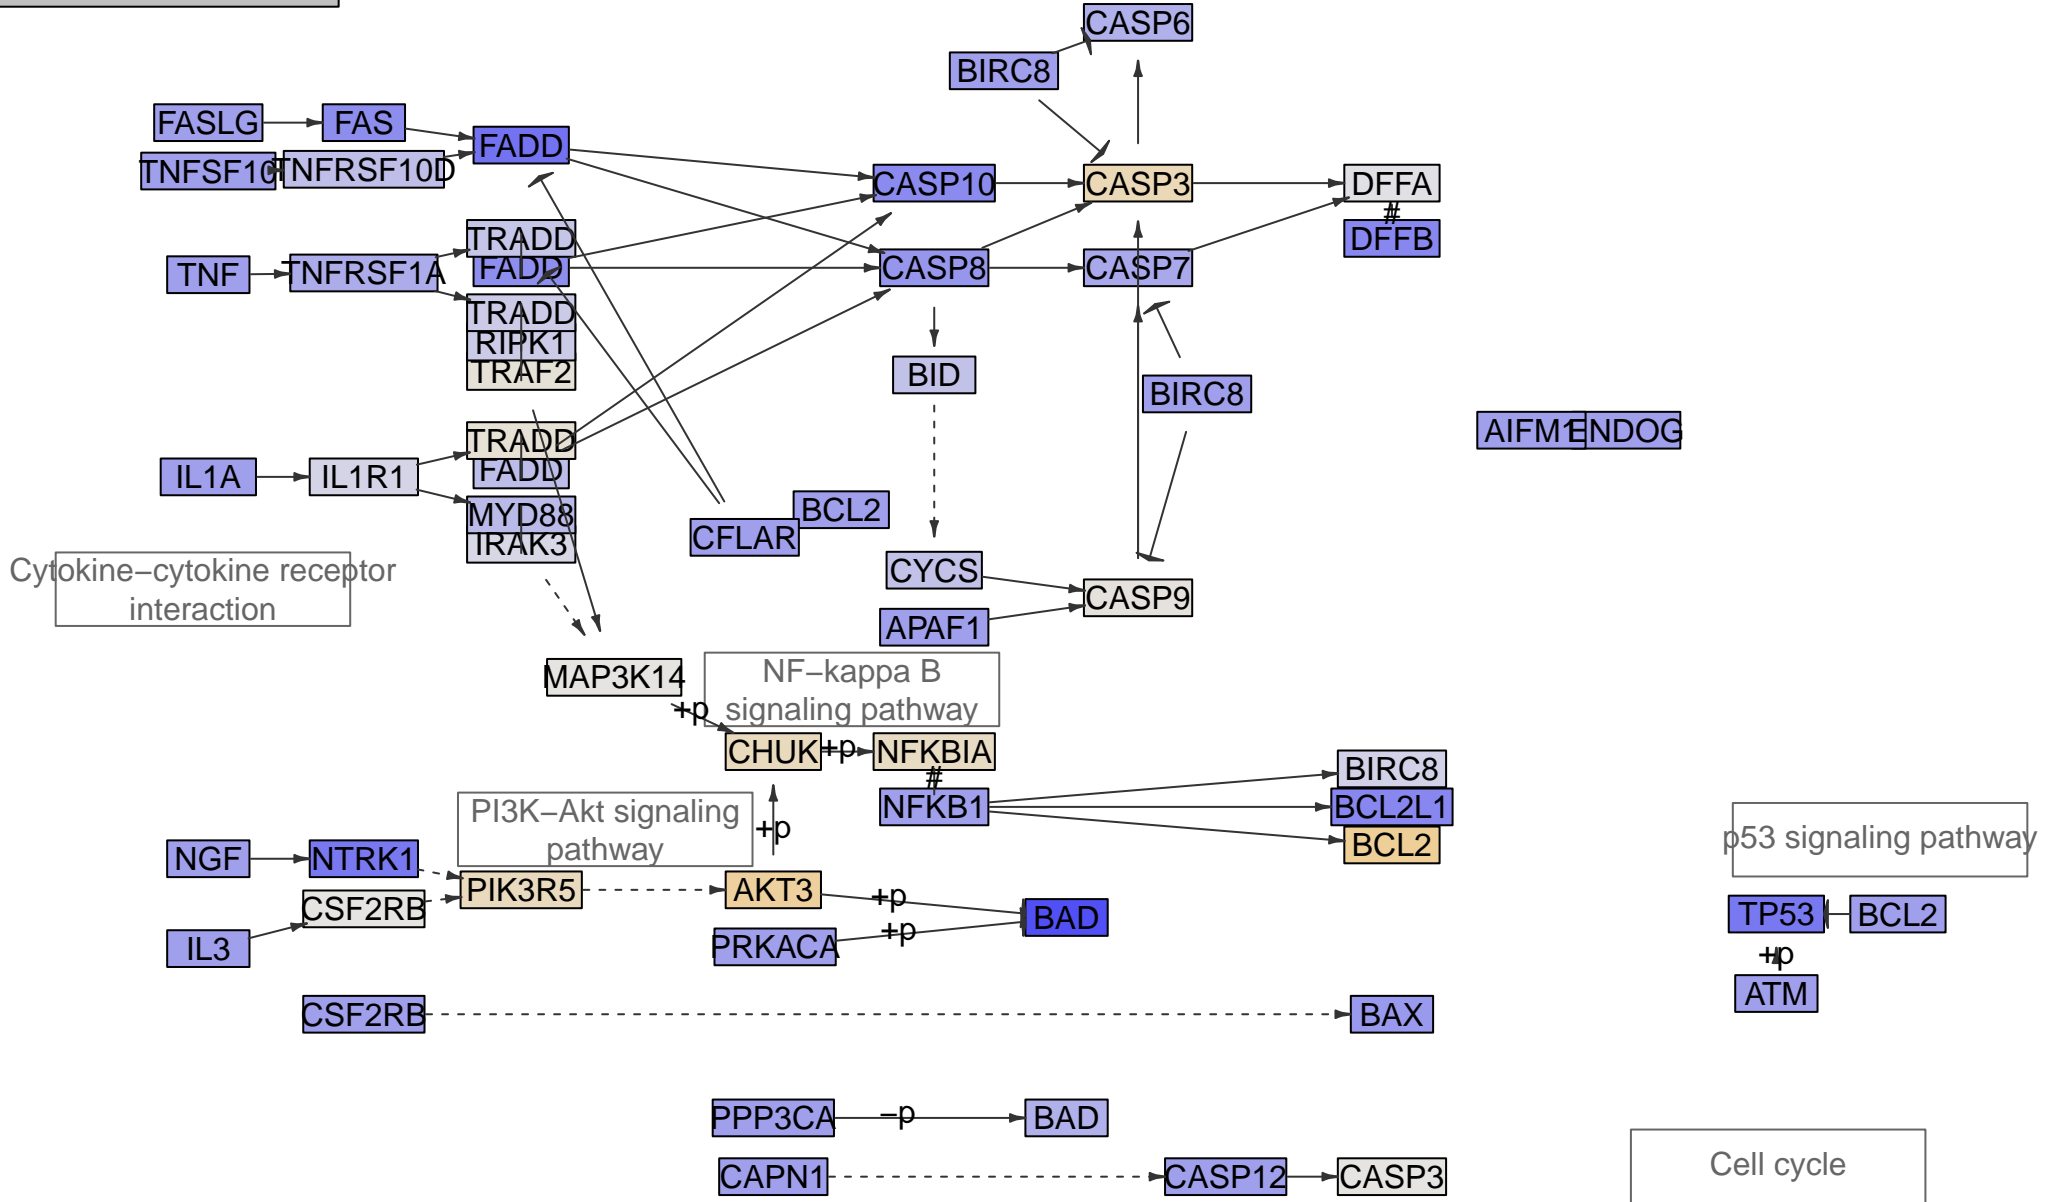 CASP6
BIRC8
FASLG
FAS
FADD
TNFSF10
TNFRSF10D
CASP10
CASP3
DFFA
#
DFFB
TRADD
FADD
TNF
TNFRSF1A
CASP8
CASP7
TRADD
RIPK1
TRAF2
BID
BIRC8
TRADD
FADD
AIFM1
ENDOG
IL1A
IL1R1
MYD88
IRAK3
BCL2
CFLAR
Cytokine–cytokine receptor
interaction
CYCS
CASP9
APAF1
MAP3K14
NF–kappa B
signaling pathway
+p
CHUK
+p
NFKBIA
#
NFKB1
BIRC8
BCL2L1
BCL2
PI3K–Akt signaling
pathway
+p
p53 signaling pathway
NGF
NTRK1
PIK3R5
AKT3
+p
CSF2RB
BAD
+p
IL3
PRKACA
TP53
BCL2
+p
ATM
CSF2RB
BAX
PPP3CA
–p
BAD
CAPN1
CASP12
CASP3
Cell cycle